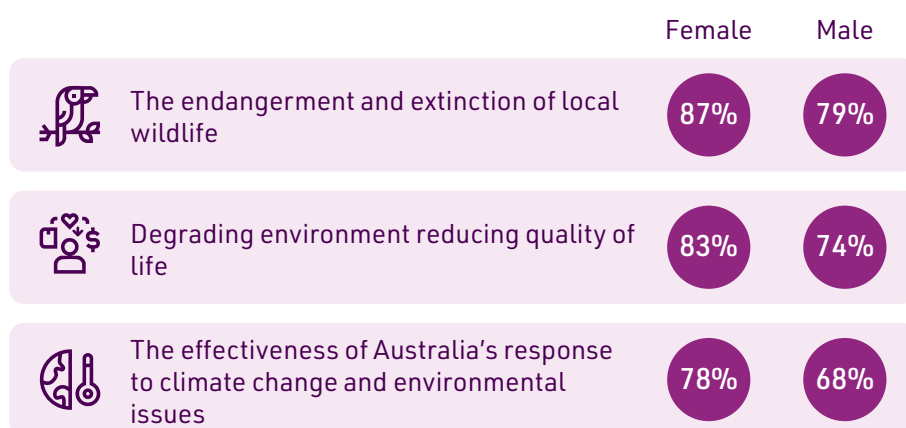 Female Male
The endangerment and extinction of local
wildlife
87% 79%
Degrading environment reducing quality of
life
83% 74%
The effectiveness of Australia's response
to climate change and environmental
issues
78% 68%